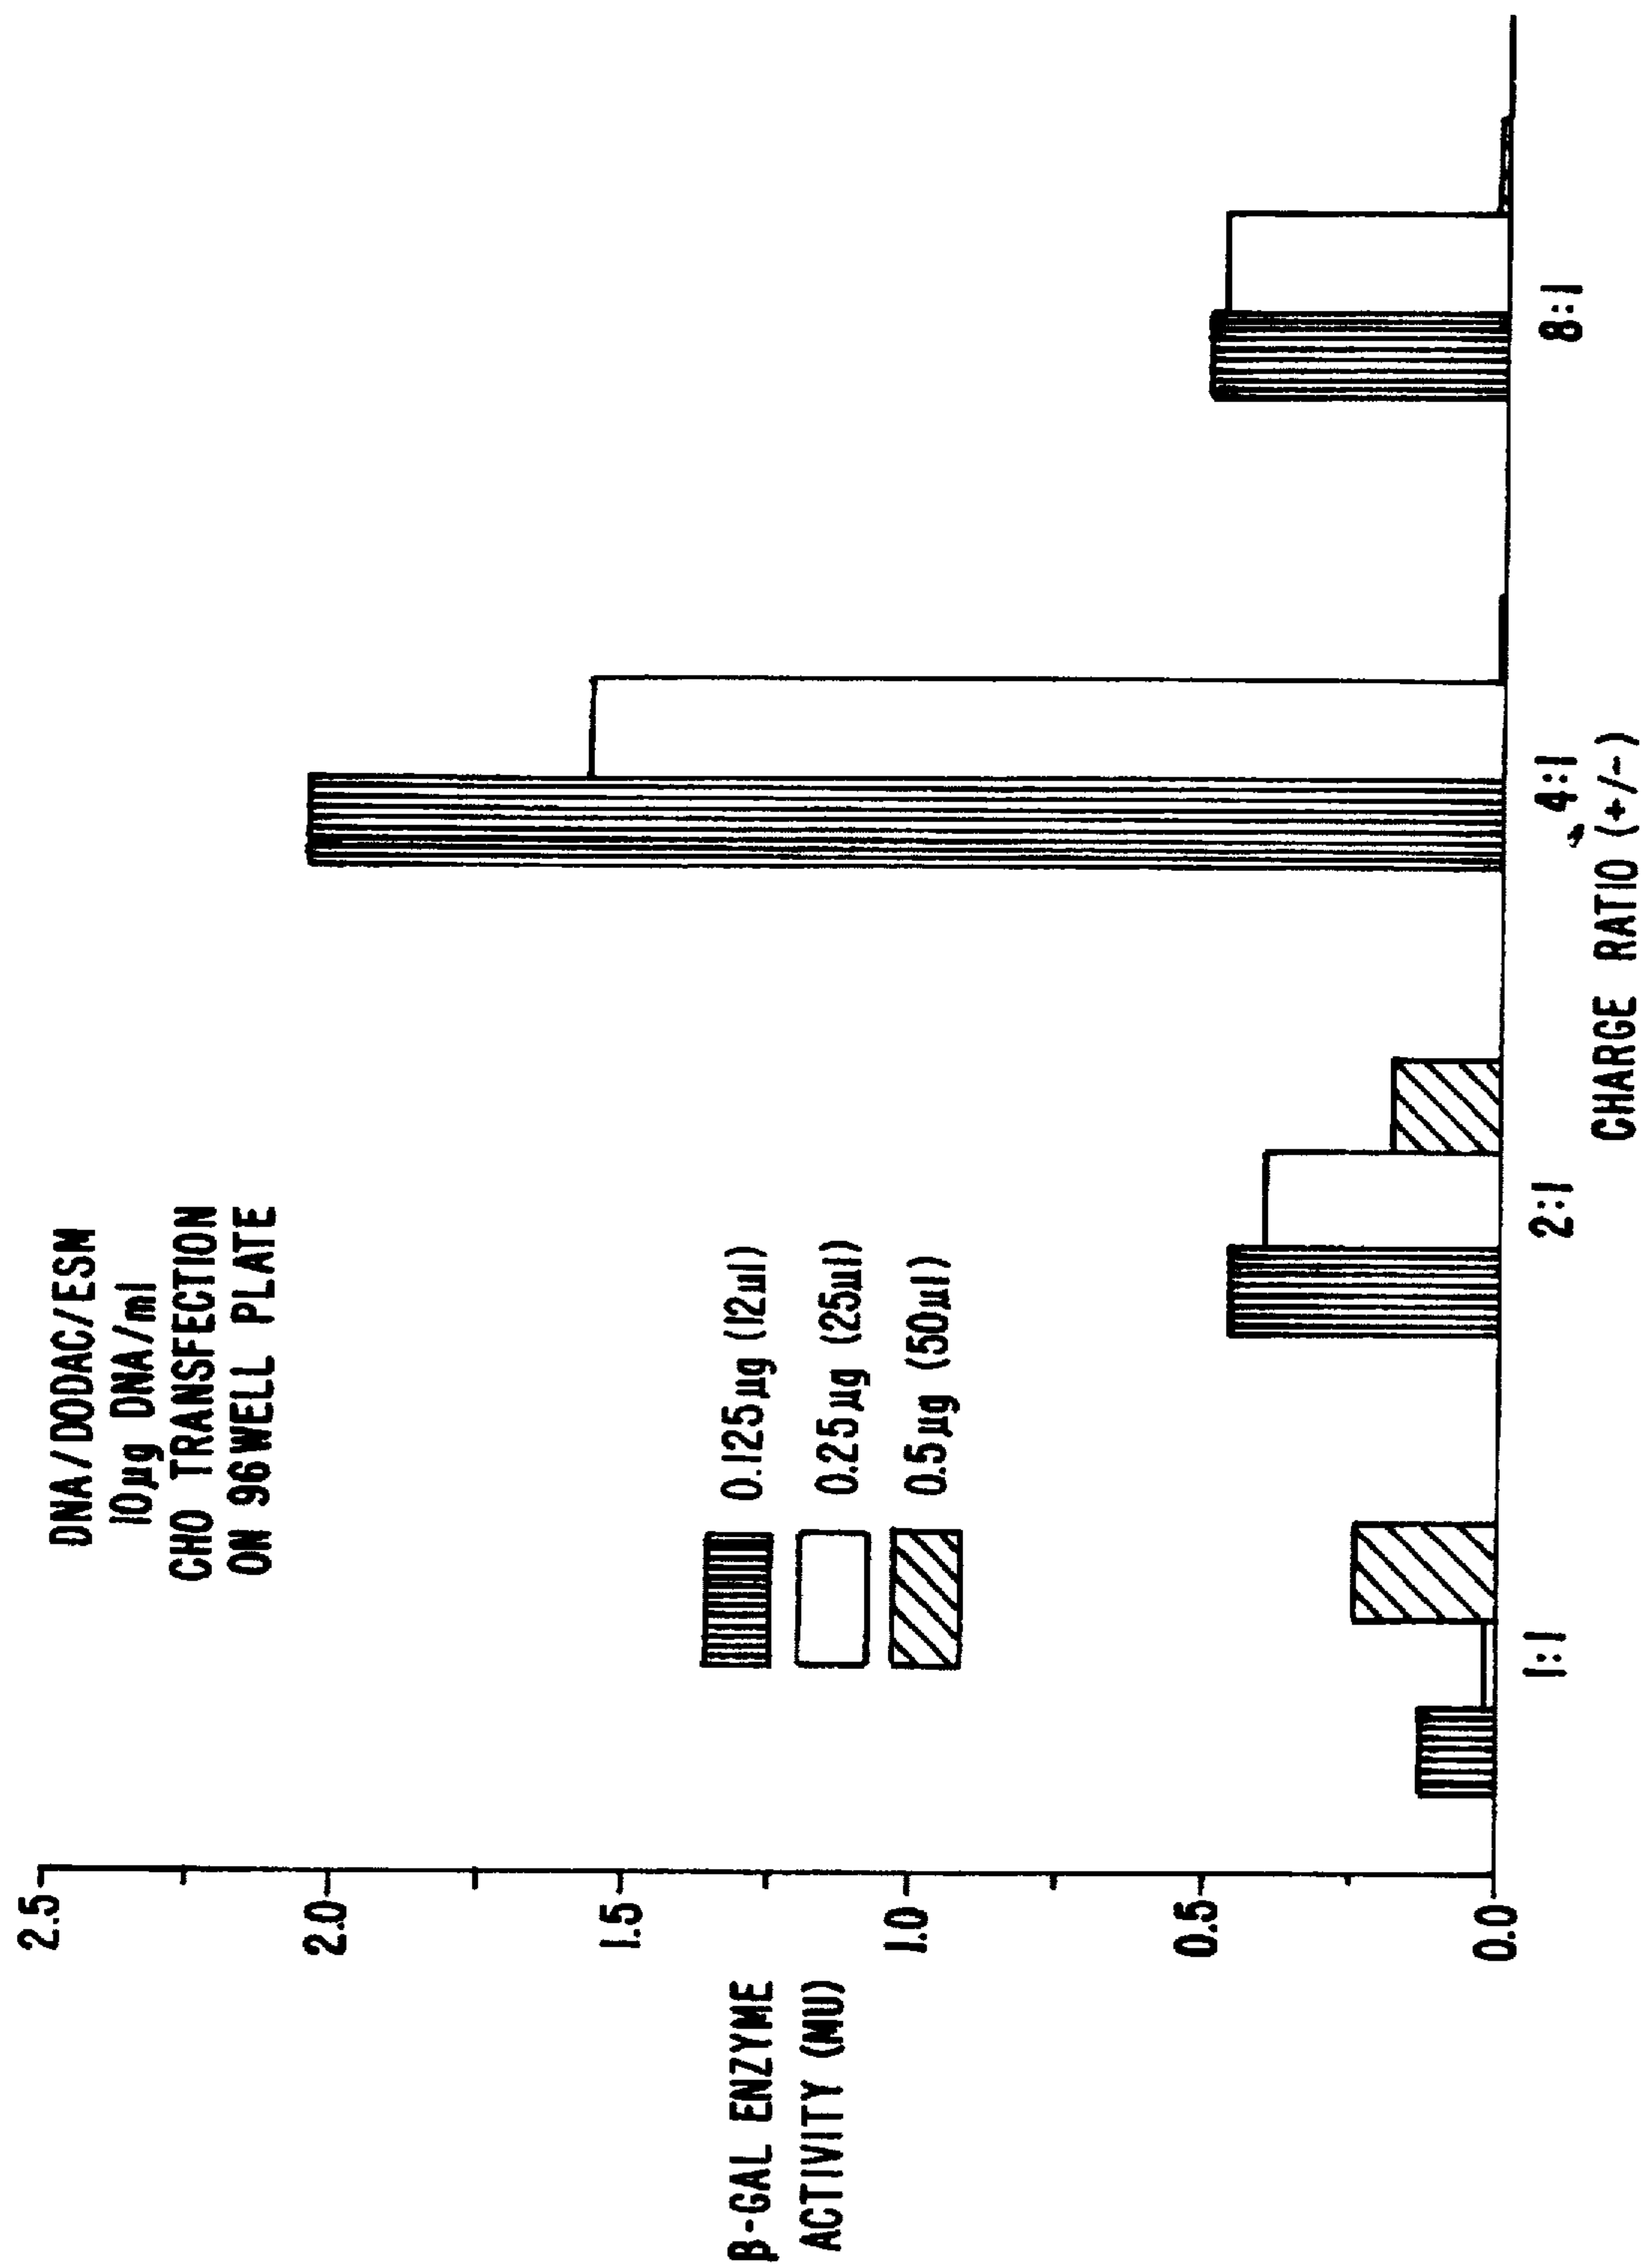 DNA/DODAC/ESM
10µg DNA/ml
CHO TRANSFECTION
ON 96WELL PLATE
0.125µg (12µl)
0.25µg (25µl)
0.5µg (50µl)
β-GAL ENZYME
ACTIVITY (MU)
2.5
2.0
1.5
1.0
0.5
0.0
1:1
2:1
4:1
8:1
CHARGE RATIO (+/-)